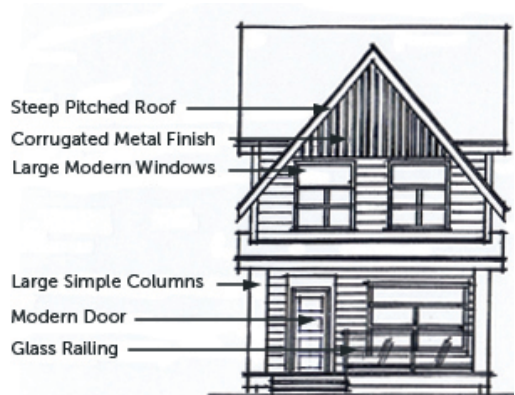 Steep Pitched Roof
Corrugated Metal Finish
Large Modern Windows
Large Simple Columns
Modern Door
Glass Railing